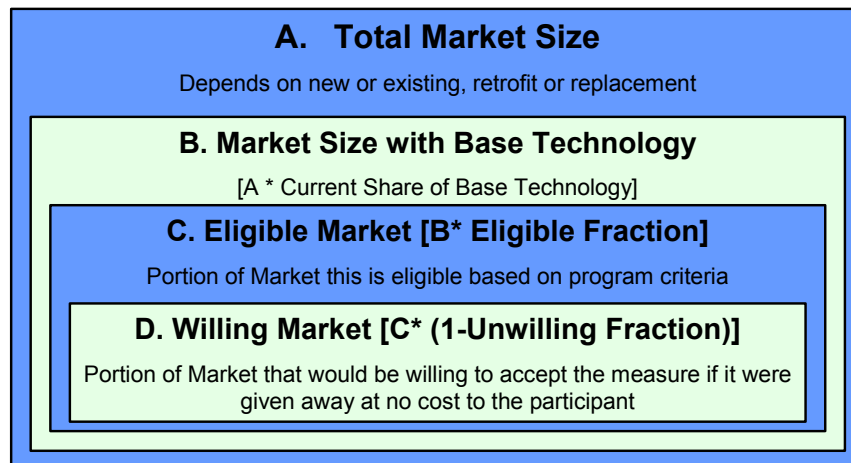 A. Total Market Size
Depends on new or existing, retrofit or replacement
B. Market Size with Base Technology
[A * Current Share of Base Technology]
C. Eligible Market [B* Eligible Fraction]
Portion of Market this is eligible based on program criteria
D. Willing Market [C* (1-Unwilling Fraction)]
Portion of Market that would be willing to accept the measure if it were
given away at no cost to the participant